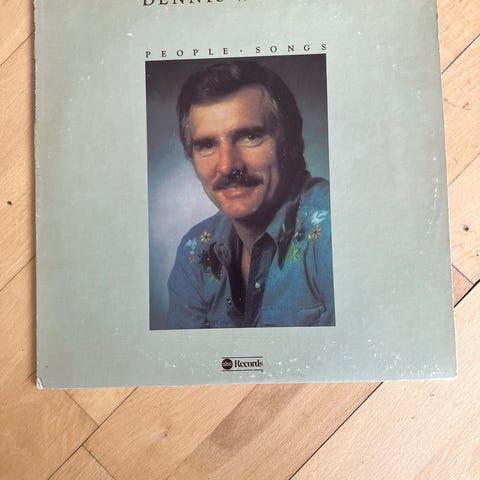 DENNIS
PEOPLE · SONGS
abc Records